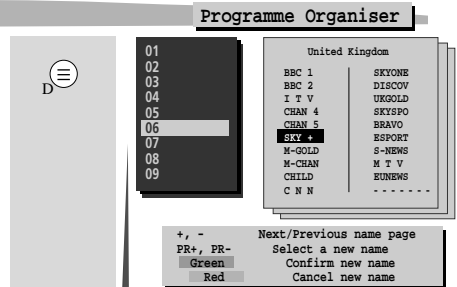 Programme Organiser
D
01
02
03
04
05
06
07
08
09
United Kingdom
BBC 1 SKYONE
BBC 2 DISCOV
I T V UKGOLD
CHAN 4 SKYSPO
CHAN 5 BRAVO
SKY + ESPORT
M-GOLD S-NEWS
M-CHAN M T V
CHILD EUNEWS
C N N - - - - - - -
+, - Next/Previous name page
PR+, PR- Select a new name
Green Confirm new name
Red Cancel new name